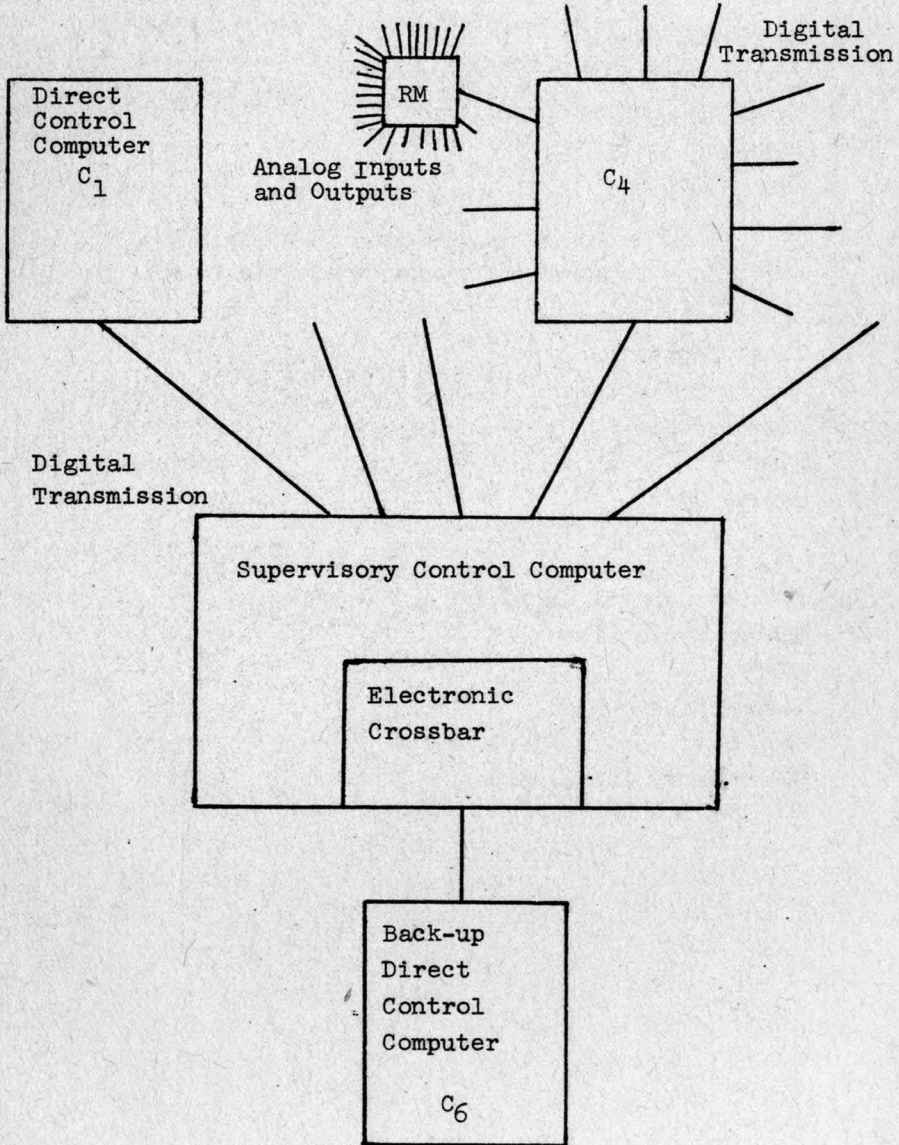 Digital
Transmission
Direct
Control
Computer
C1
RM
Analog Inputs
and Outputs
C4
Digital
Transmission
Supervisory Control Computer
Electronic
Crossbar
Back-up
Direct
Control
Computer
C6